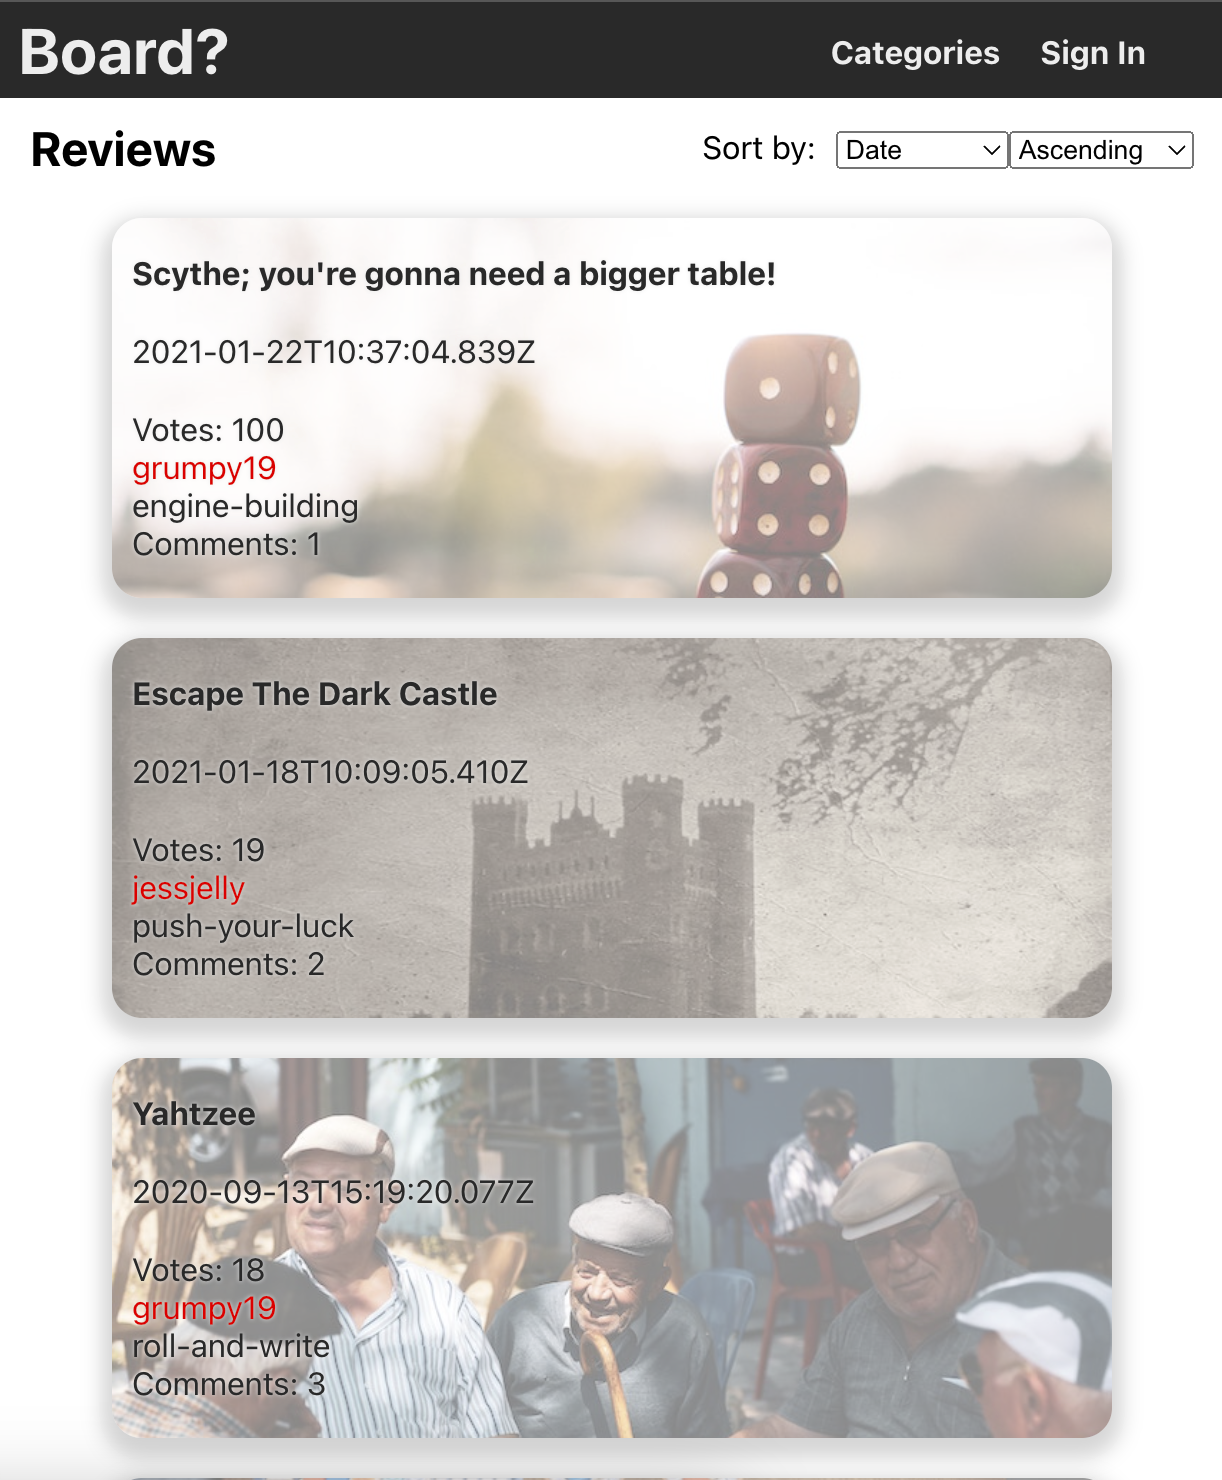 Board?
Categories Sign In
Reviews
Sort by: Date Ascending
Scythe; you're gonna need a bigger table!
2021-01-22T10:37:04.839Z
Votes: 100
grumpy19
engine-building
Comments: 1
Escape The Dark Castle
2021-01-18T10:09:05.410Z
Votes: 19
jessjelly
push-your-luck
Comments: 2
Yahtzee
2020-09-13T15:19:20.077Z
Votes: 18
grumpy19
roll-and-write
Comments: 3